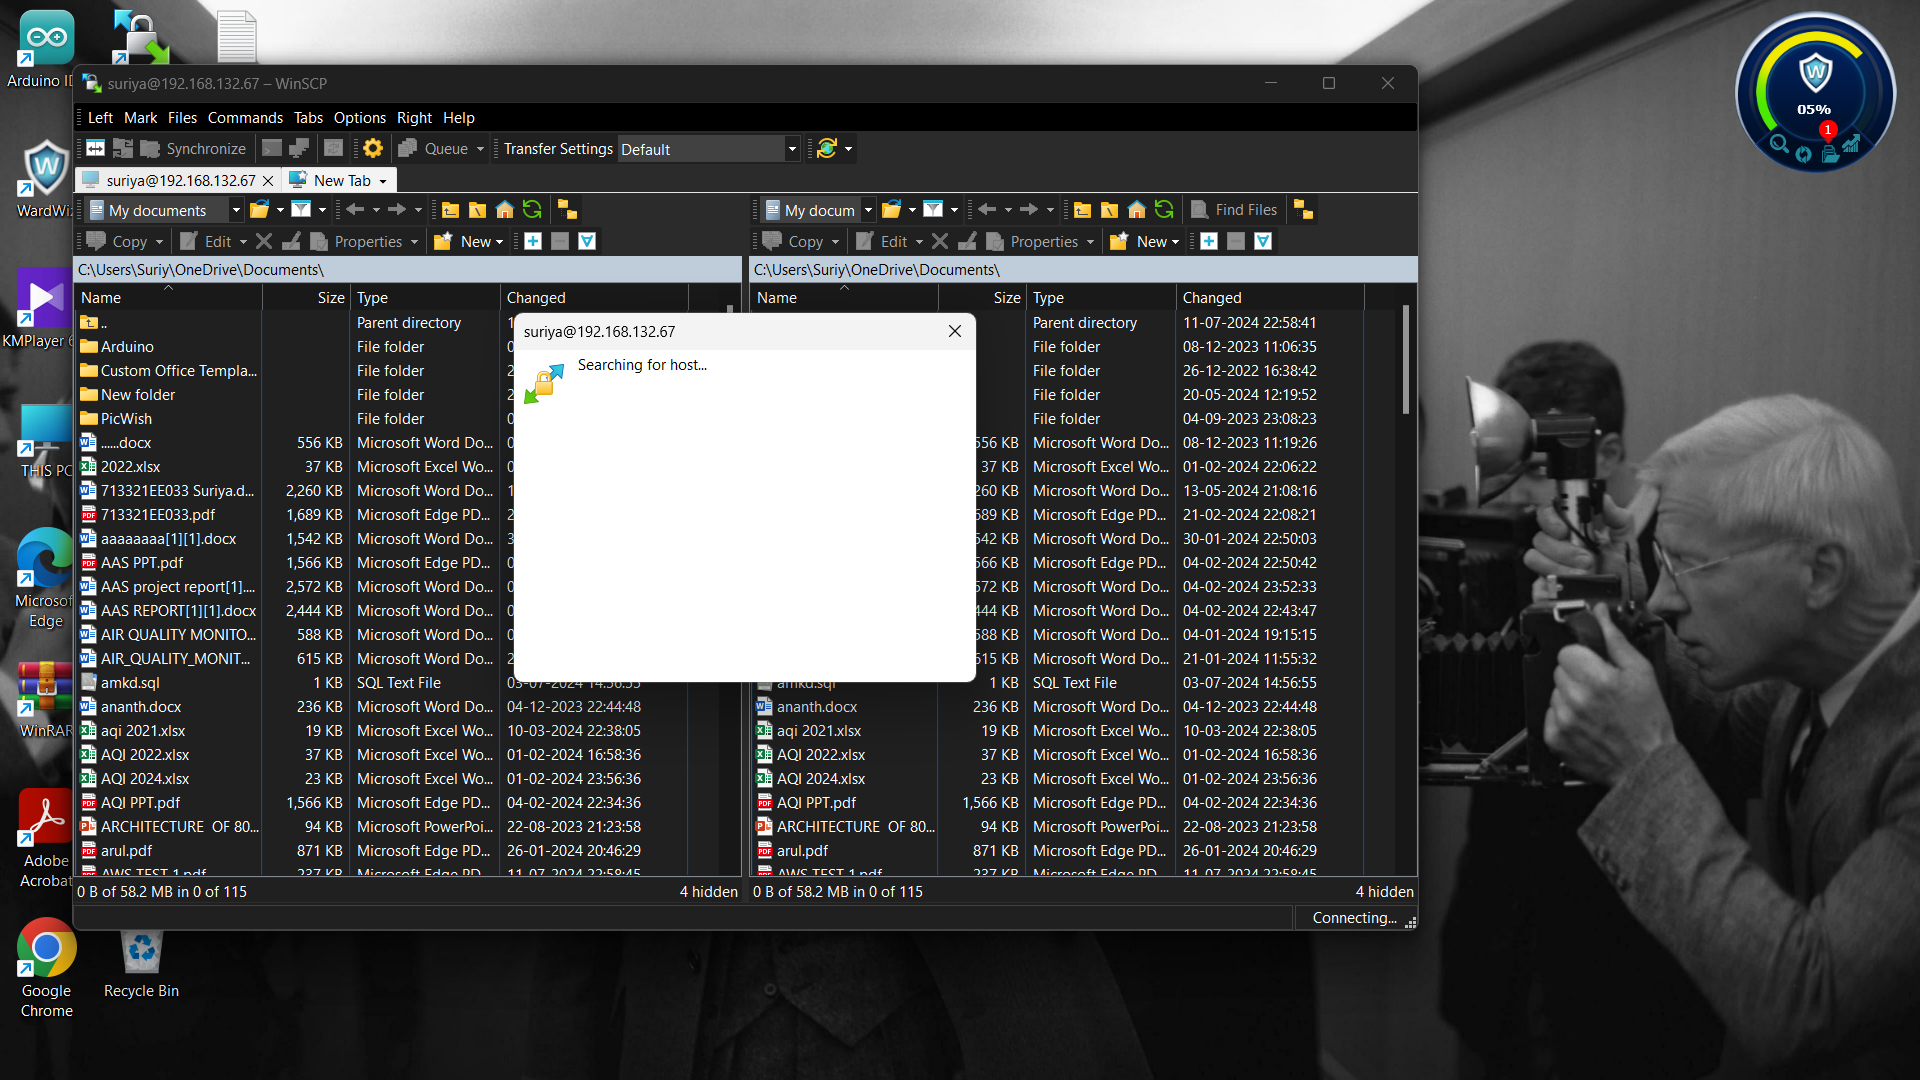 Arduino ID
suriya@192.168.132.67 – WinSCP
Left Mark Files Commands Tabs Options Right Help
Synchronize Queue Transfer Settings Default
suriya@192.168.132.67 New Tab
05%
1
WardWiz
My documents
My docum Find Files
Copy Edit Properties New
Copy Edit Properties New
C:\Users\Suriy\OneDrive\Documents\
C:\Users\Suriy\OneDrive\Documents\
Name Size Type Changed
Name Size Type Changed
.. Parent directory 1
Arduino File folder 0
Custom Office Templa... File folder 2
New folder File folder 2
PicWish File folder 0
......docx 556 KB Microsoft Word Do... 0
2022.xlsx 37 KB Microsoft Excel Wo... 0
713321EE033 Suriya.d... 2,260 KB Microsoft Word Do... 1
713321EE033.pdf 1,689 KB Microsoft Edge PD... 2
aaaaaaaa[1][1].docx 1,542 KB Microsoft Word Do... 3
AAS PPT.pdf 1,566 KB Microsoft Edge PD... 0
AAS project report[1].... 2,572 KB Microsoft Word Do... 0
AAS REPORT[1][1].docx 2,444 KB Microsoft Word Do... 0
AIR QUALITY MONITO... 588 KB Microsoft Word Do... 0
AIR_QUALITY_MONIT... 615 KB Microsoft Word Do... 2
amkd.sql 1 KB SQL Text File 03-07-2024 14:56:55
ananth.docx 236 KB Microsoft Word Do... 04-12-2023 22:44:48
aqi 2021.xlsx 19 KB Microsoft Excel Wo... 10-03-2024 22:38:05
AQI 2022.xlsx 37 KB Microsoft Excel Wo... 01-02-2024 16:58:36
AQI 2024.xlsx 23 KB Microsoft Excel Wo... 01-02-2024 23:56:36
AQI PPT.pdf 1,566 KB Microsoft Edge PD... 04-02-2024 22:34:36
ARCHITECTURE OF 80... 94 KB Microsoft PowerPoi... 22-08-2023 21:23:58
arul.pdf 871 KB Microsoft Edge PD... 26-01-2024 20:46:29
AWS TEST 1.pdf 237 KB Microsoft Edge PD... 11-07-2024 22:58:45
suriya@192.168.132.67
Searching for host...
Parent directory 11-07-2024 22:58:41
File folder 08-12-2023 11:06:35
File folder 26-12-2022 16:38:42
File folder 20-05-2024 12:19:52
File folder 04-09-2023 23:08:23
556 KB Microsoft Word Do... 08-12-2023 11:19:26
37 KB Microsoft Excel Wo... 01-02-2024 22:06:22
260 KB Microsoft Word Do... 13-05-2024 21:08:16
689 KB Microsoft Edge PD... 21-02-2024 22:08:21
542 KB Microsoft Word Do... 30-01-2024 22:50:03
566 KB Microsoft Edge PD... 04-02-2024 22:50:42
572 KB Microsoft Word Do... 04-02-2024 23:52:33
444 KB Microsoft Word Do... 04-02-2024 22:43:47
588 KB Microsoft Word Do... 04-01-2024 19:15:15
615 KB Microsoft Word Do... 21-01-2024 11:55:32
amkd.sql 1 KB SQL Text File 03-07-2024 14:56:55
ananth.docx 236 KB Microsoft Word Do... 04-12-2023 22:44:48
aqi 2021.xlsx 19 KB Microsoft Excel Wo... 10-03-2024 22:38:05
AQI 2022.xlsx 37 KB Microsoft Excel Wo... 01-02-2024 16:58:36
AQI 2024.xlsx 23 KB Microsoft Excel Wo... 01-02-2024 23:56:36
AQI PPT.pdf 1,566 KB Microsoft Edge PD... 04-02-2024 22:34:36
ARCHITECTURE OF 80... 94 KB Microsoft PowerPoi... 22-08-2023 21:23:58
arul.pdf 871 KB Microsoft Edge PD... 26-01-2024 20:46:29
AWS TEST 1.pdf 237 KB Microsoft Edge PD... 11-07-2024 22:58:45
0 B of 58.2 MB in 0 of 115 4 hidden
0 B of 58.2 MB in 0 of 115 4 hidden
Connecting...
KMPlayer 6
THIS PC
Microsof
Edge
WinRAR
Adobe
Acrobat
Google
Chrome
Recycle Bin